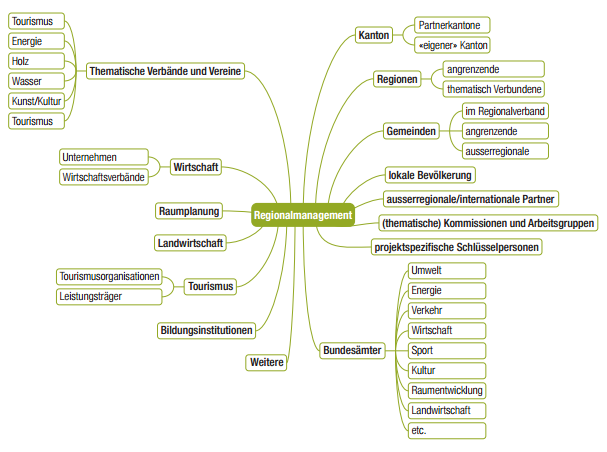 Regionalmanagement
Thematische Verbände und Vereine
Tourismus
Energie
Holz
Wasser
Kunst/Kultur
Tourismus
Wirtschaft
Unternehmen
Wirtschaftsverbände
Raumplanung
Landwirtschaft
Tourismus
Tourismusorganisationen
Leistungsträger
Bildungsinstitutionen
Weitere
Kanton
Partnerkantone
«eigener» Kanton
Regionen
angrenzende
thematisch Verbundene
Gemeinden
im Regionalverband
angrenzende
ausserregionale
lokale Bevölkerung
ausserregionale/internationale Partner
(thematische) Kommissionen und Arbeitsgruppen
projektspezifische Schlüsselpersonen
Bundesämter
Umwelt
Energie
Verkehr
Wirtschaft
Sport
Kultur
Raumentwicklung
Landwirtschaft
etc.